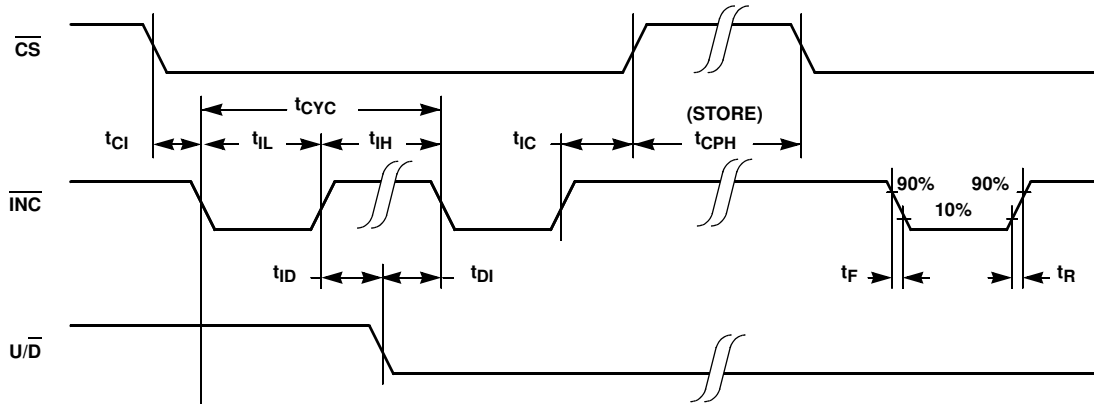 CS
tCYC
(STORE)
tCI
tIL
tIH
tIC
tCPH
INC
90%
90%
10%
tID
tDI
tF
tR
U/D